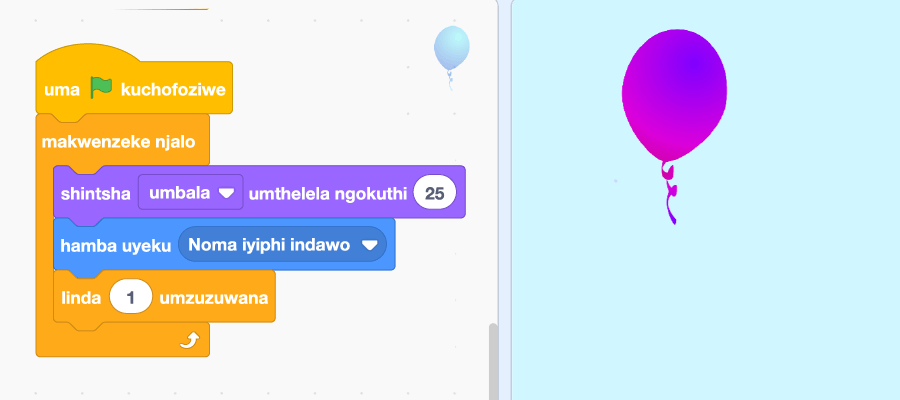 uma kuchofoziwe
makwenzeke njalo
shintsha umbala umthelela ngokuthi 25
hamba uyeku Noma iyiphi indawo
linda 1 umzuzuwana